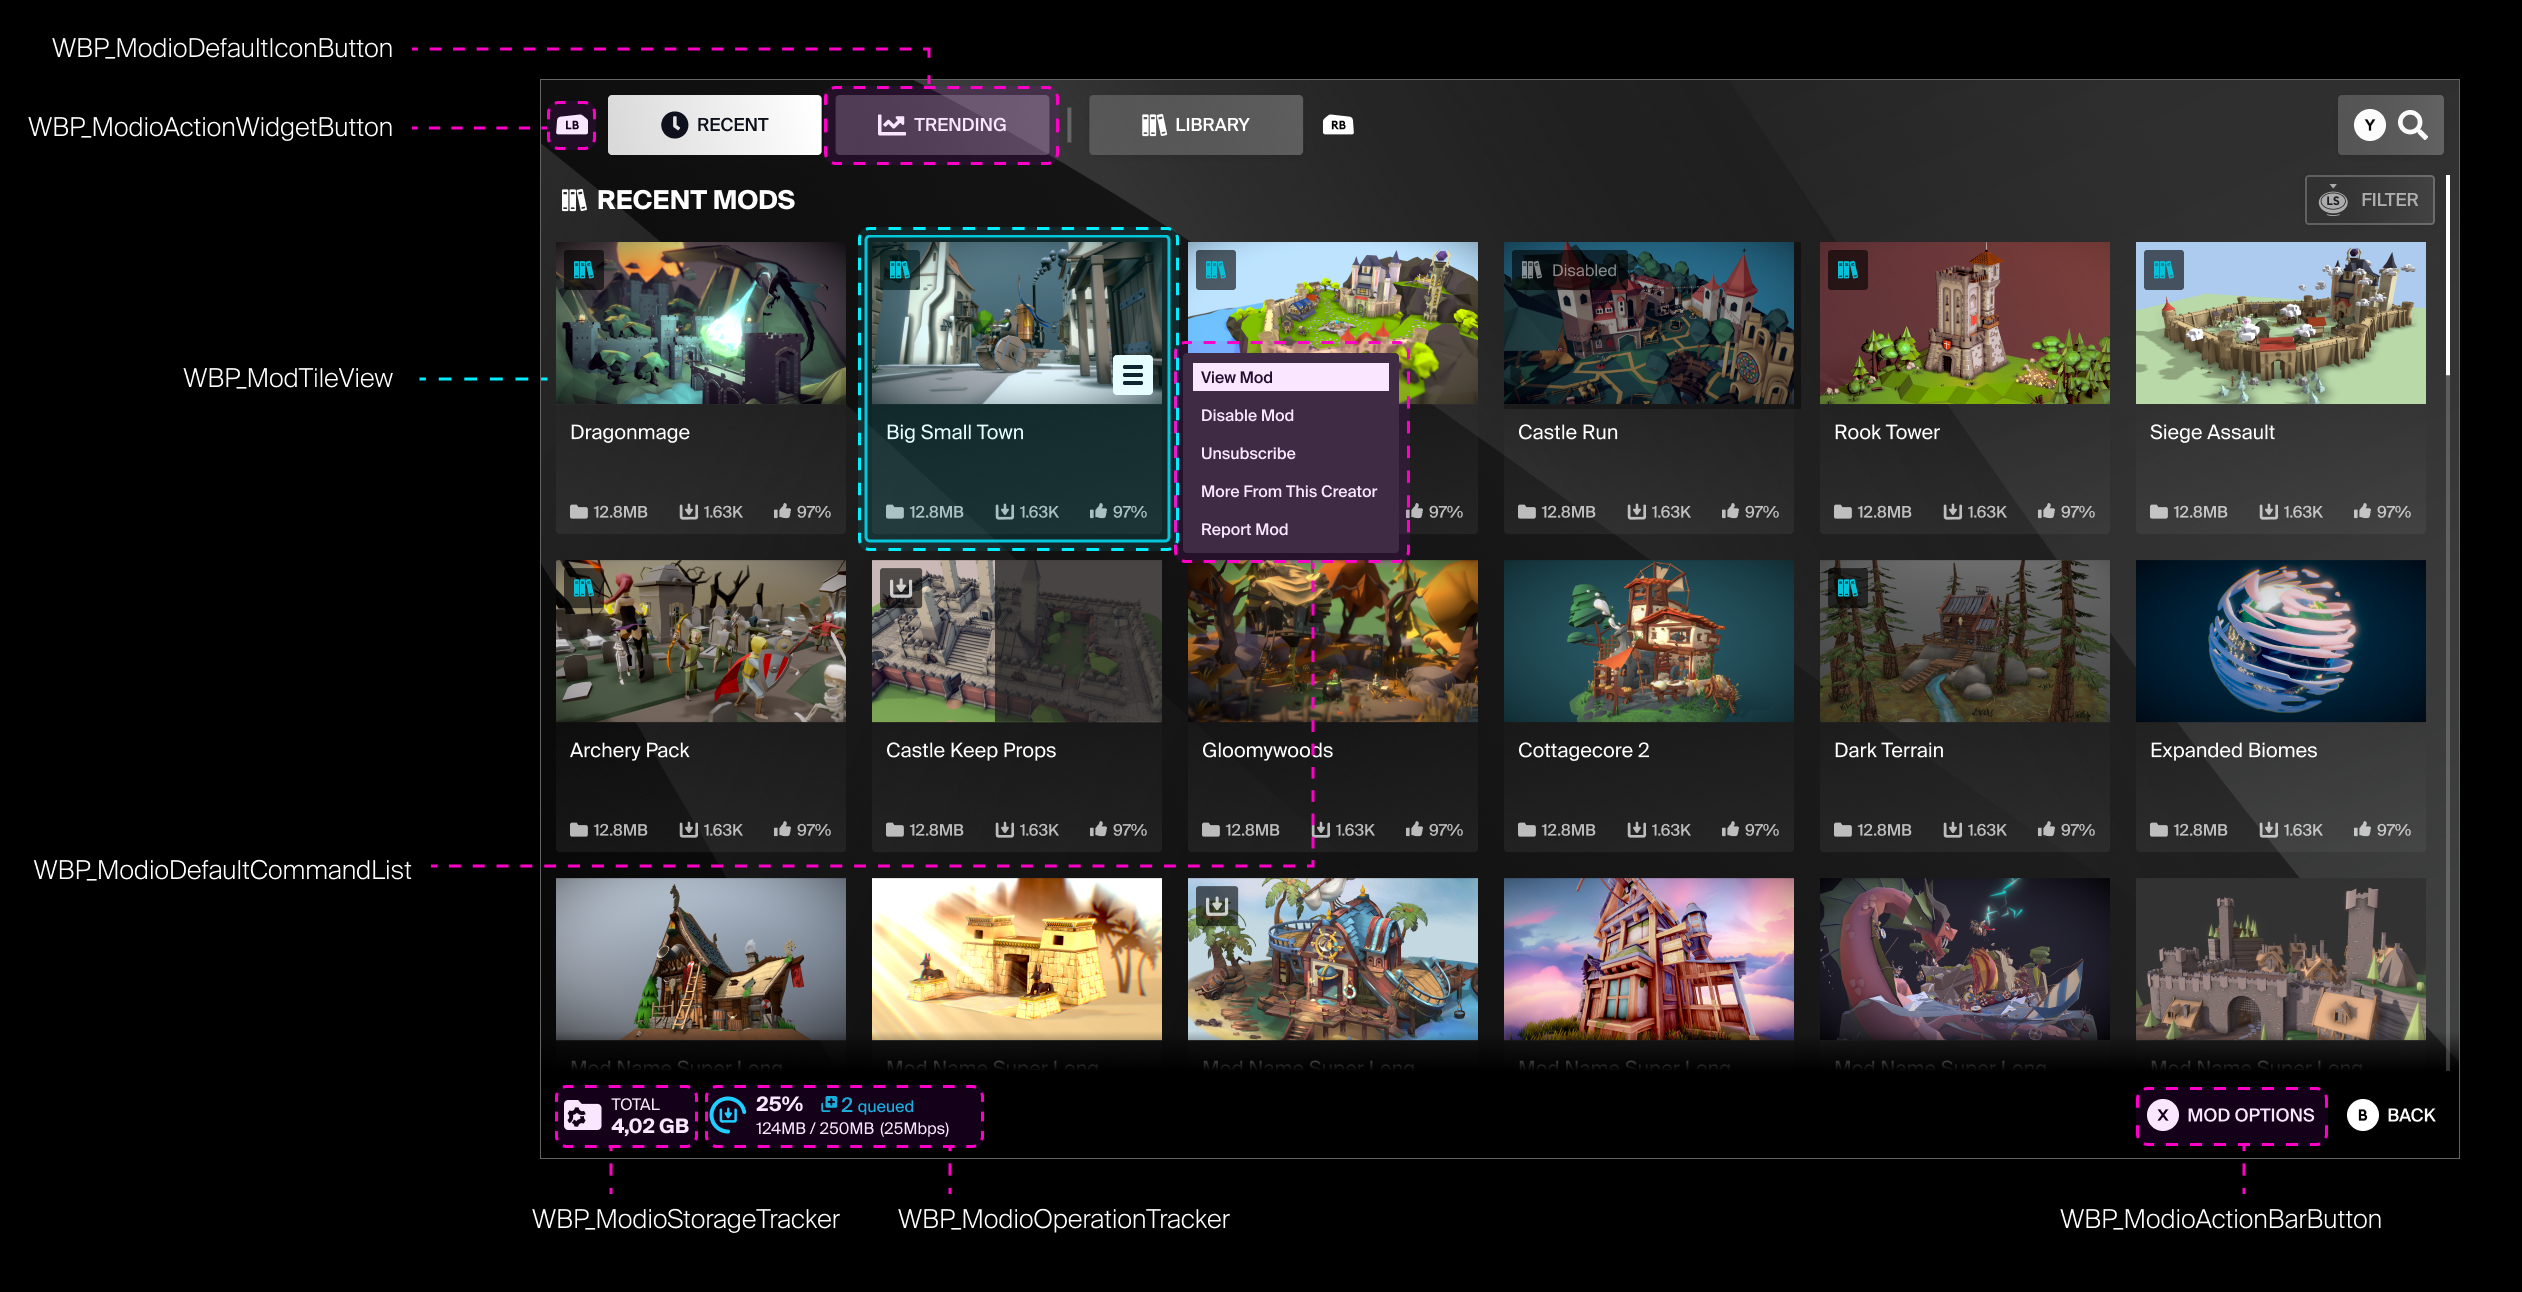 WBP_ModioDefaultIconButton
WBP_ModioActionWidgetButton
LB
RECENT
TRENDING
LIBRARY
RB
Y
RECENT MODS
LS
FILTER
Disabled
WBP_ModTileView
View Mod
Disable Mod
Unsubscribe
More From This Creator
Report Mod
Dragonmage
Big Small Town
Castle Run
Rook Tower
Siege Assault
12.8MB 1.63K 97%
12.8MB 1.63K 97%
97%
12.8MB 1.63K 97%
12.8MB 1.63K 97%
12.8MB 1.63K 97%
Archery Pack
Castle Keep Props
Gloomywoods
Cottagecore 2
Dark Terrain
Expanded Biomes
12.8MB 1.63K 97%
12.8MB 1.63K 97%
12.8MB 1.63K 97%
12.8MB 1.63K 97%
12.8MB 1.63K 97%
12.8MB 1.63K 97%
WBP_ModioDefaultCommandList
Mod Name Super Long
Mod Name Super Long
Mod Name Super Long
Mod Name Super Long
Mod Name Super Long
Mod Name Super Long
TOTAL
4,02 GB
25% 2 queued
124MB / 250MB (25Mbps)
X MOD OPTIONS
B BACK
WBP_ModioStorageTracker
WBP_ModioOperationTracker
WBP_ModioActionBarButton